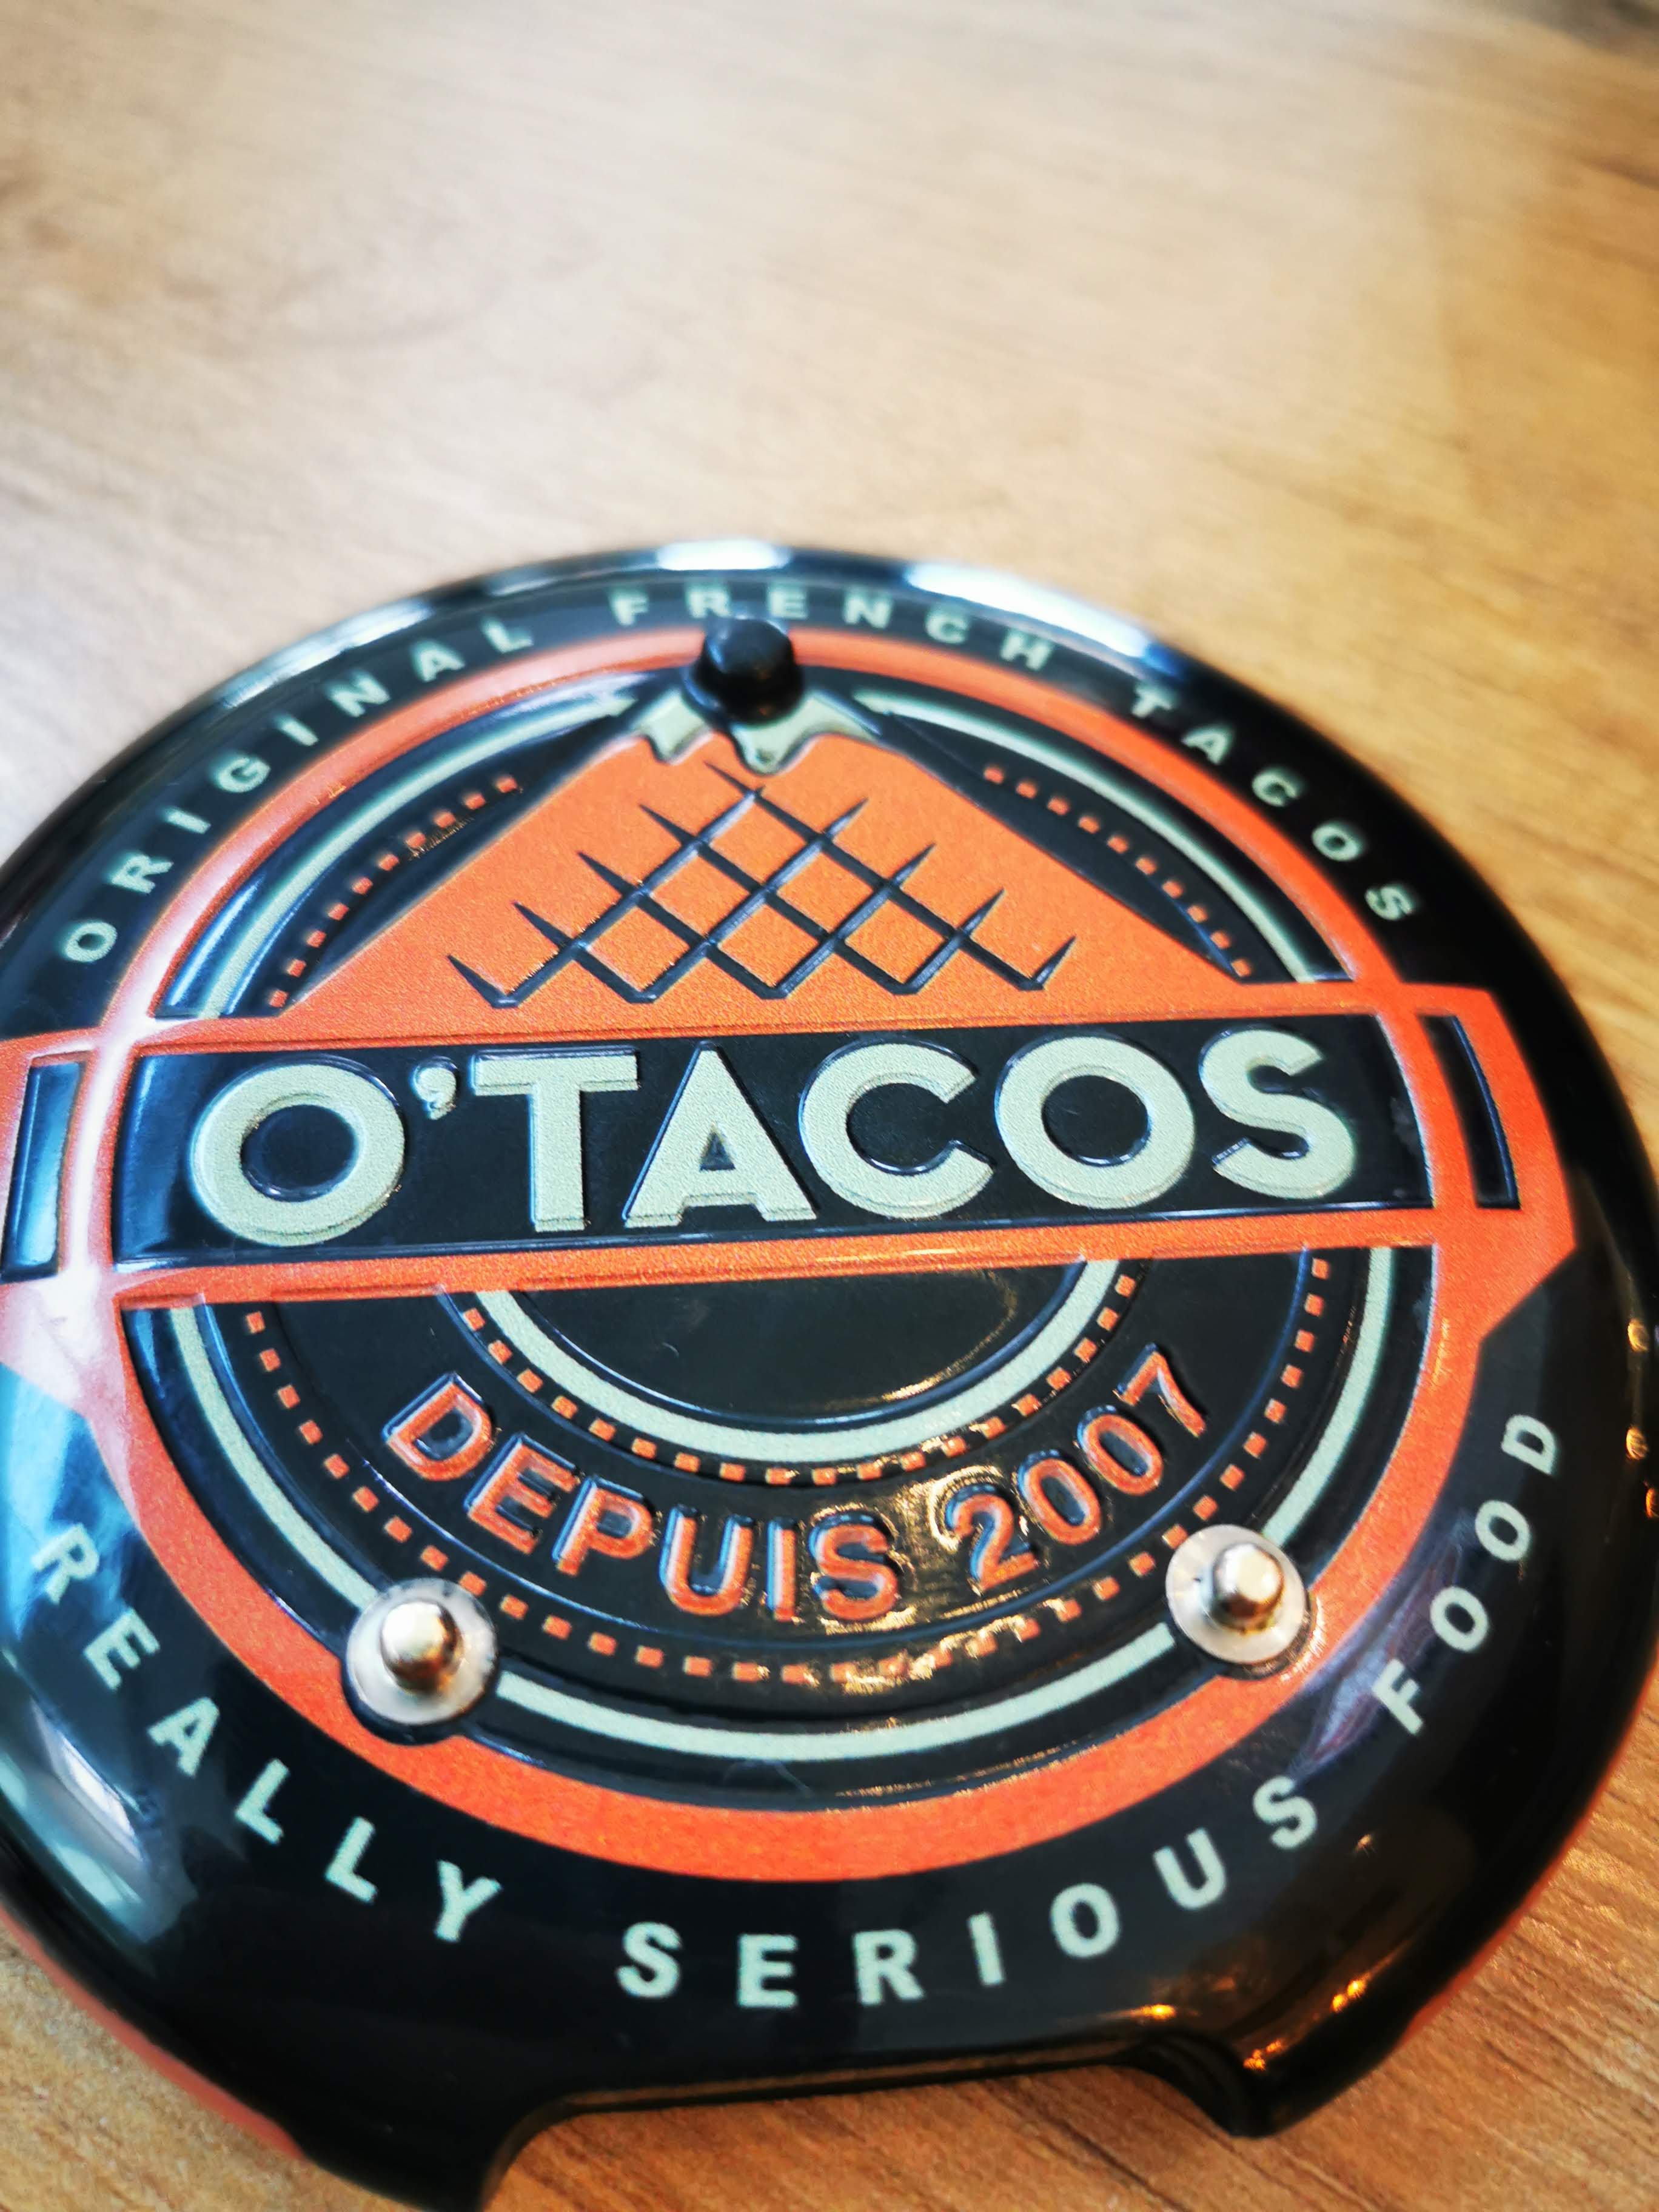 ORIGINAL FRENCH TACOS
O'TACOS
DEPUIS 2007
REALLY SERIOUS FOOD